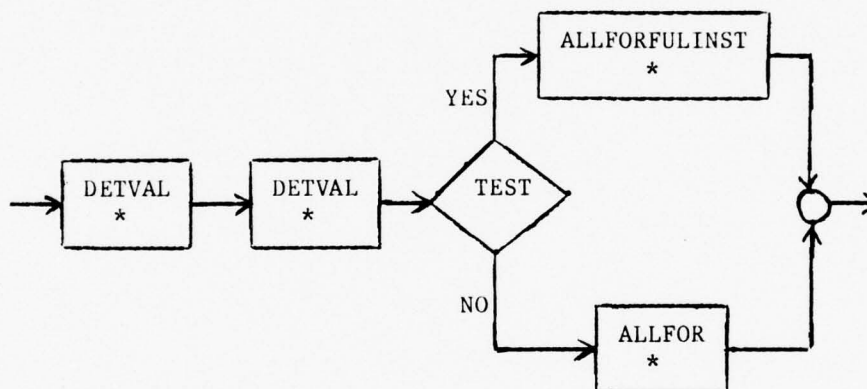 ALLFORFULINST
*
YES
DETVAL
*
DETVAL
*
TEST
NO
ALLFOR
*